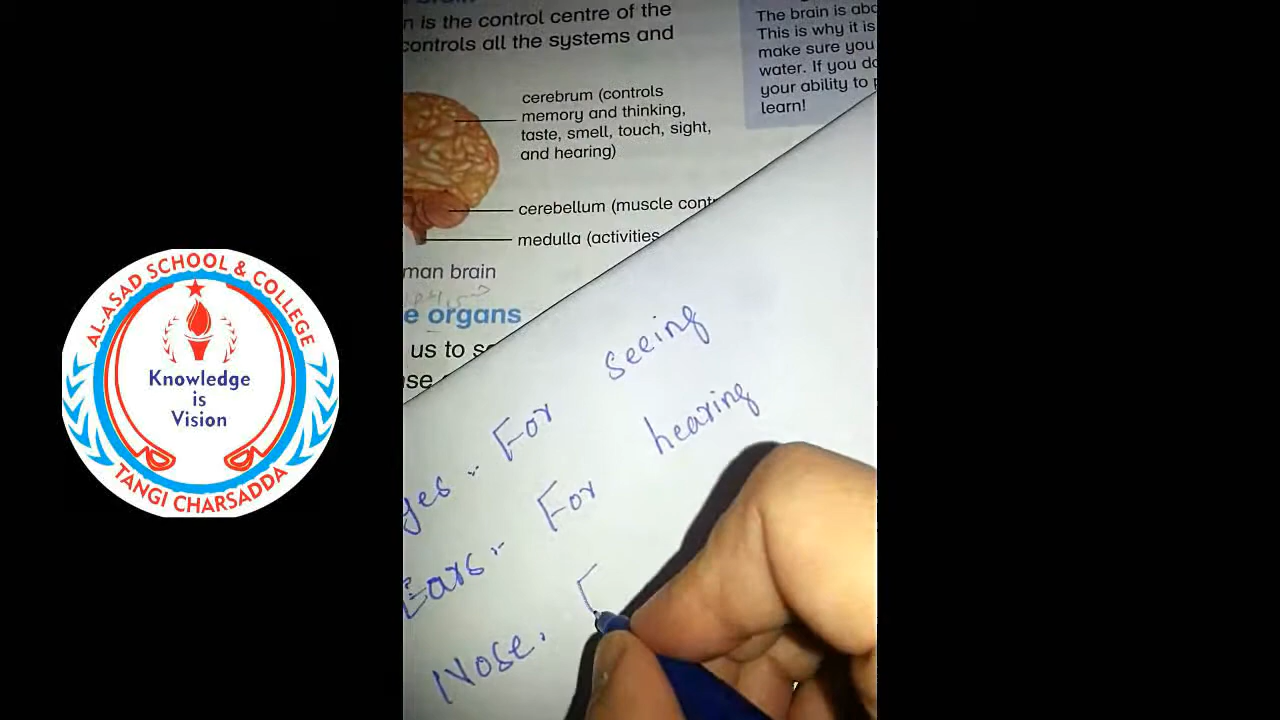 AL-ASAD SCHOOL & COLLEGE
Knowledge
is
Vision
TANGI CHARSADDA
n is the control centre of the
controls all the systems and
cerebrum (controls
memory and thinking,
taste, smell, touch, sight,
and hearing)
cerebellum (muscle cont
medulla (activities
man brain
e organs
us to se
nse
The brain is abo
This is why it is
make sure you
water. If you do
your ability to p
learn!
yes - For seeing
Ears - For hearing
Nose.